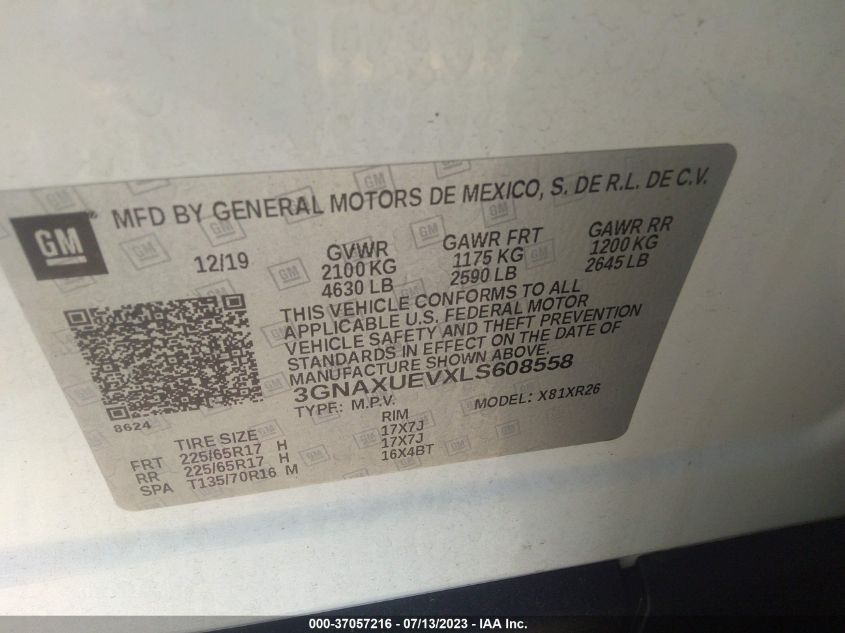 GM
MFD BY GENERAL MOTORS DE MEXICO, S. DE R.L. DE C.V.
12/19
GVWR
2100 KG
4630 LB
GAWR FRT
1175 KG
2590 LB
GAWR RR
1200 KG
2645 LB
THIS VEHICLE CONFORMS TO ALL
APPLICABLE U.S. FEDERAL MOTOR
VEHICLE SAFETY AND THEFT PREVENTION
STANDARDS IN EFFECT ON THE DATE OF
MANUFACTURE SHOWN ABOVE.
3GNAXUEVXLS608558
TYPE: M.P.V. MODEL: X81XR26
8624
TIRE SIZE RIM
FRT 225/65R17 H 17X7J
RR 225/65R17 H 17X7J
SPA T135/70R16 M 16X4BT
000-37057216 - 07/13/2023 - IAA Inc.